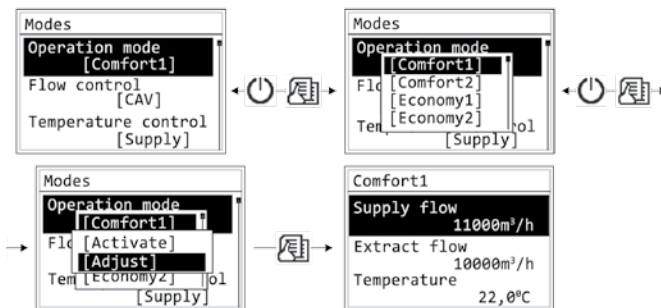 Modes
Operation mode
[Comfort1]
Flow control
[CAV]
Temperature control
[Supply]
Modes
Operation mode
[Comfort1]
[Comfort2]
[Economy1]
[Economy2]
[Supply]
Modes
Operation mode
[Comfort1]
[Activate]
[Adjust]
[Economy2]
[Supply]
Comfort1
Supply flow
11000m³/h
Extract flow
10000m³/h
Temperature
22,0⁰C